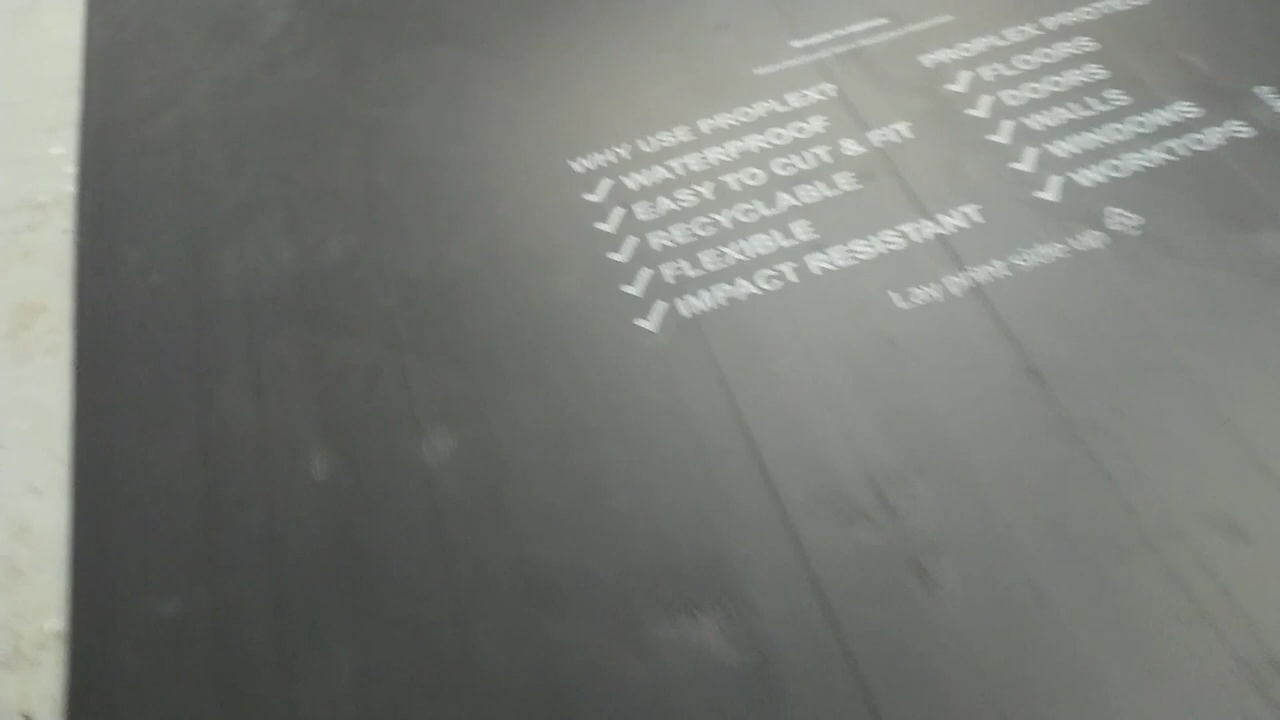 WHY USE PROPLEX?
✓ WATERPROOF
✓ EASY TO CUT & FIT
✓ RECYCLABLE
✓ FLEXIBLE
✓ IMPACT RESISTANT
PROPLEX PROTEC
✓ FLOORS
✓ DOORS
✓ WALLS
✓ WINDOWS
✓ WORKTOPS
Lay print side up